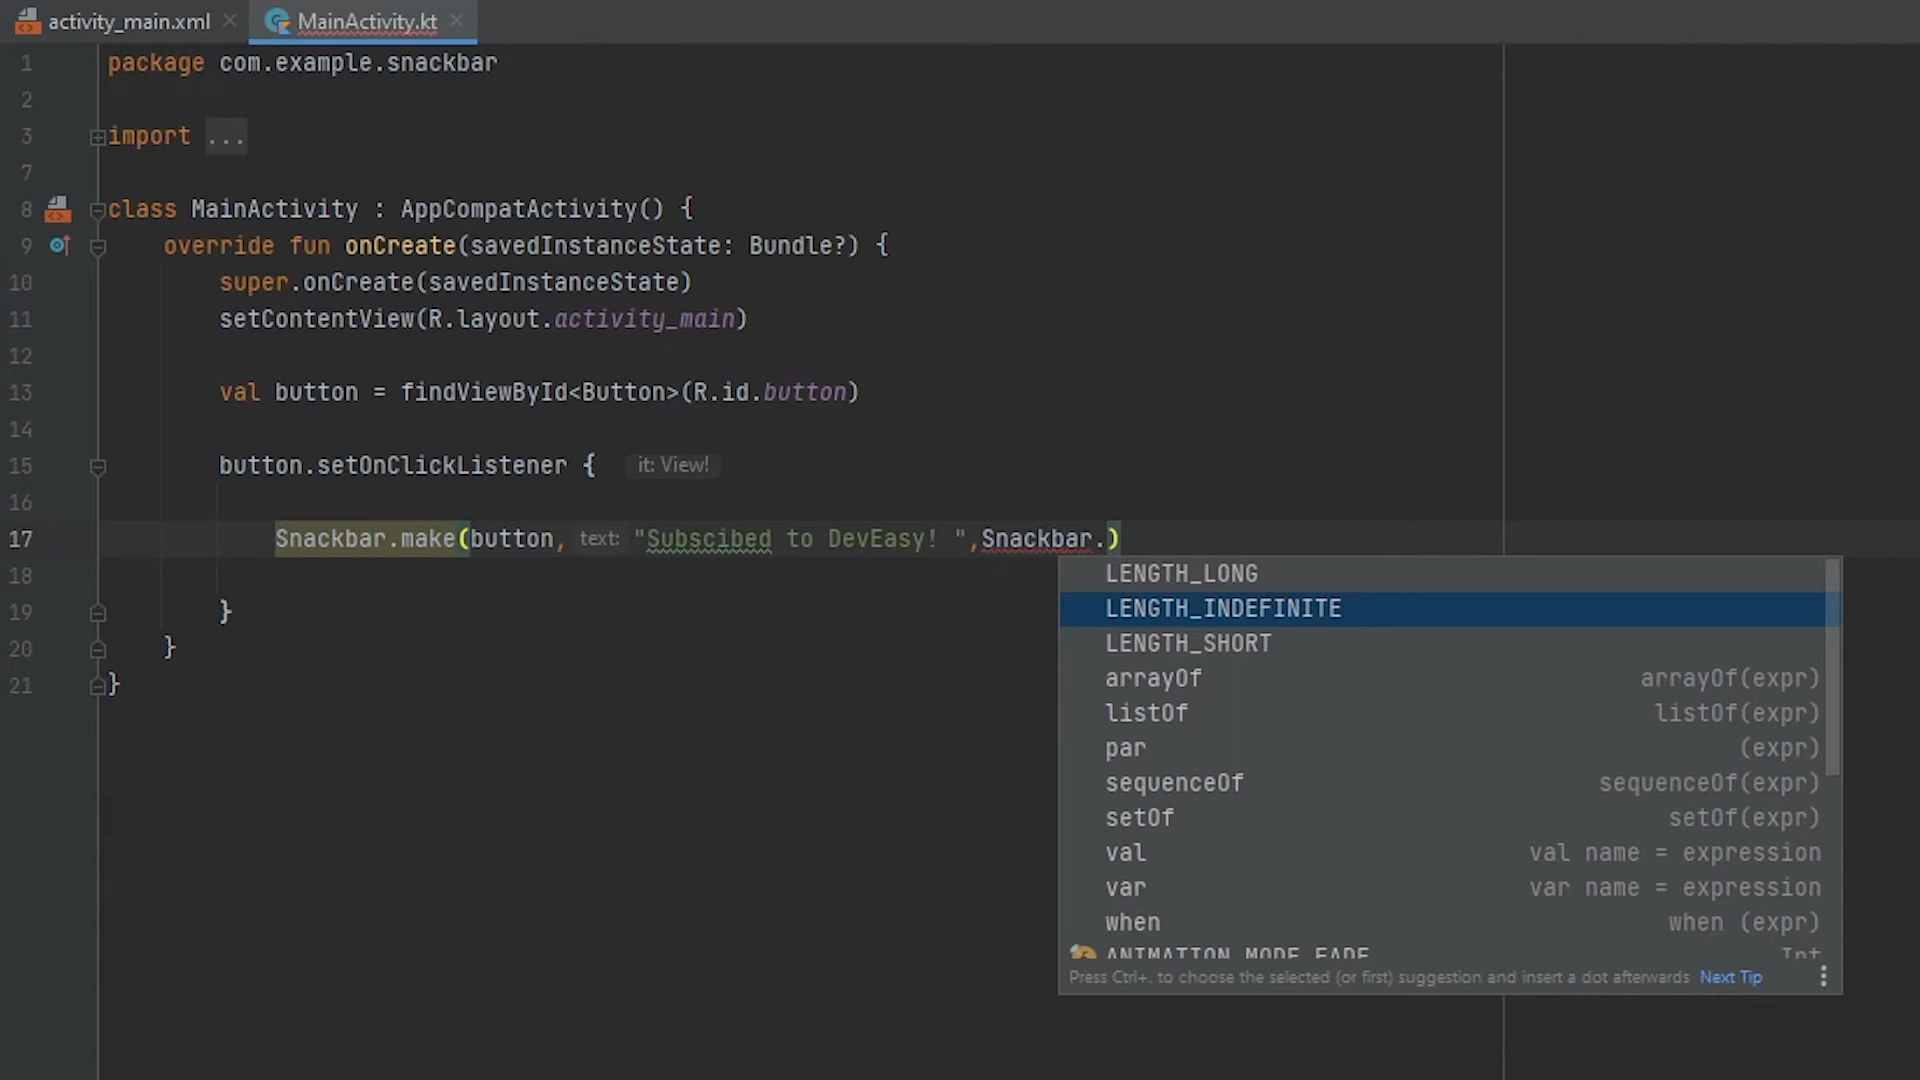 activity_main.xml
MainActivity.kt
1 package com.example.snackbar
2
3 import ...
7
8 class MainActivity : AppCompatActivity() {
9 override fun onCreate(savedInstanceState: Bundle?) {
10 super.onCreate(savedInstanceState)
11 setContentView(R.layout.activity_main)
12
13 val button = findViewById<Button>(R.id.button)
14
15 button.setOnClickListener { it: View!
16
17 Snackbar.make(button, text: "Subscibed to DevEasy! ",Snackbar.)
18
19 }
20 }
21 }
LENGTH_LONG
LENGTH_INDEFINITE
LENGTH_SHORT
arrayOf arrayOf(expr)
listOf listOf(expr)
par (expr)
sequenceOf sequenceOf(expr)
setOf setOf(expr)
val val name = expression
var var name = expression
when when (expr)
ANIMATION_MODE_FADE Int
Press Ctrl+. to choose the selected (or first) suggestion and insert a dot afterwards Next Tip